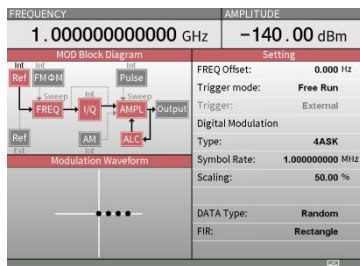 FREQUENCY AMPLITUDE
1.000000000000 GHz −140.00 dBm
MOD Block Diagram
Int Int Int
Ref FMΦM Pulse
Sweep Int Sweep
FREQ I/Q AMPL Output
Ref AM ALC
Ext Int
Modulation Waveform
Setting
FREQ Offset: 0.000 Hz
Trigger mode: Free Run
Trigger: External
Digital Modulation
Type: 4ASK
Symbol Rate: 1.000000000 MHz
Scaling: 50.00 %
DATA Type: Random
FIR: Rectangle